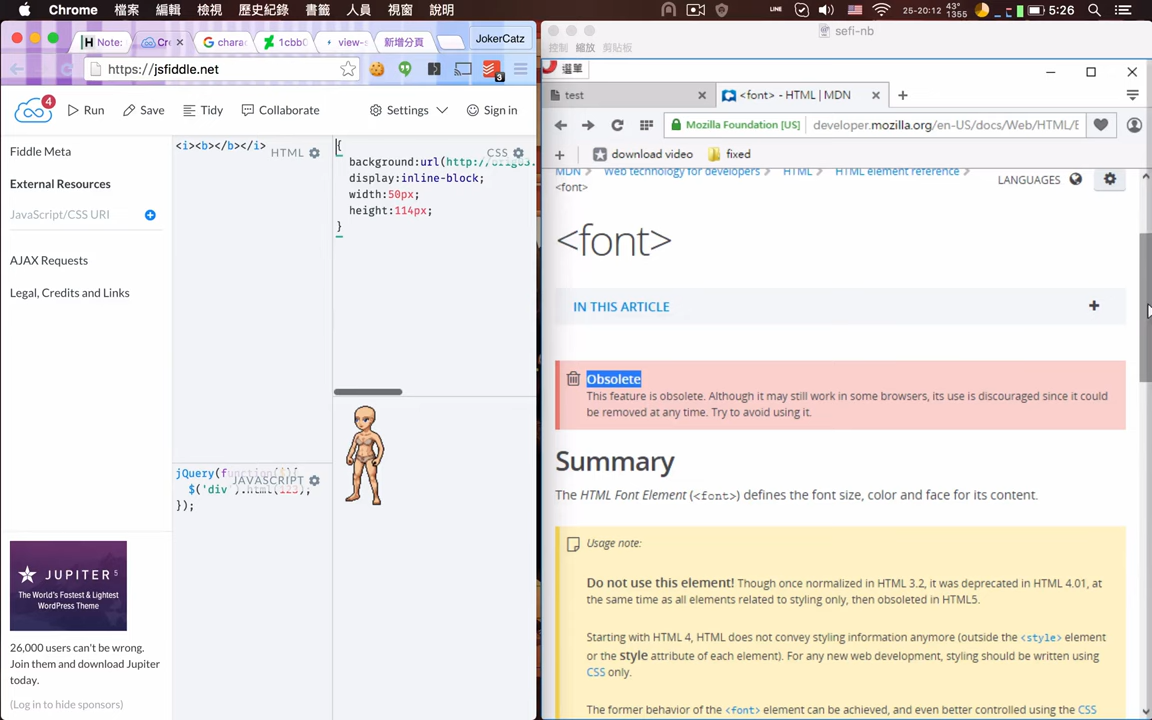 Chrome 檔案 編輯 檢視 歷史紀錄 書籤 人員 視窗 說明
LINE 25-20:12 43° 1355 5:26
Note: Cr charac 1cbb view-s 新增分頁 JokerCatz
https://jsfiddle.net
3
4 Run Save Tidy Collaborate Settings Sign in
Fiddle Meta
External Resources
JavaScript/CSS URI
AJAX Requests
Legal, Credits and Links
JUPITER 5
The World's Fastest & Lightest
WordPress Theme
26,000 users can't be wrong.
Join them and download Jupiter
today.
(Log in to hide sponsors)
<i><b></b></i>
HTML
{
CSS
background:url(
display:inline-block;
width:50px;
height:114px;
}
jQuery(function($){
JAVASCRIPT
$('div').html(123);
});
sefi-nb
控制 縮放 剪貼板
選單
test
<font> - HTML | MDN
Mozilla Foundation [US] developer.mozilla.org/en-US/docs/Web/HTML/E
download video fixed
MDN Web technology for developers HTML HTML element reference
<font>
LANGUAGES
<font>
IN THIS ARTICLE
Obsolete
This feature is obsolete. Although it may still work in some browsers, its use is discouraged since it could
be removed at any time. Try to avoid using it.
Summary
The HTML Font Element (<font>) defines the font size, color and face for its content.
Usage note:
Do not use this element! Though once normalized in HTML 3.2, it was deprecated in HTML 4.01, at
the same time as all elements related to styling only, then obsoleted in HTML5.
Starting with HTML 4, HTML does not convey styling information anymore (outside the <style> element
or the style attribute of each element). For any new web development, styling should be written using
CSS only.
The former behavior of the <font> element can be achieved, and even better controlled using the CSS